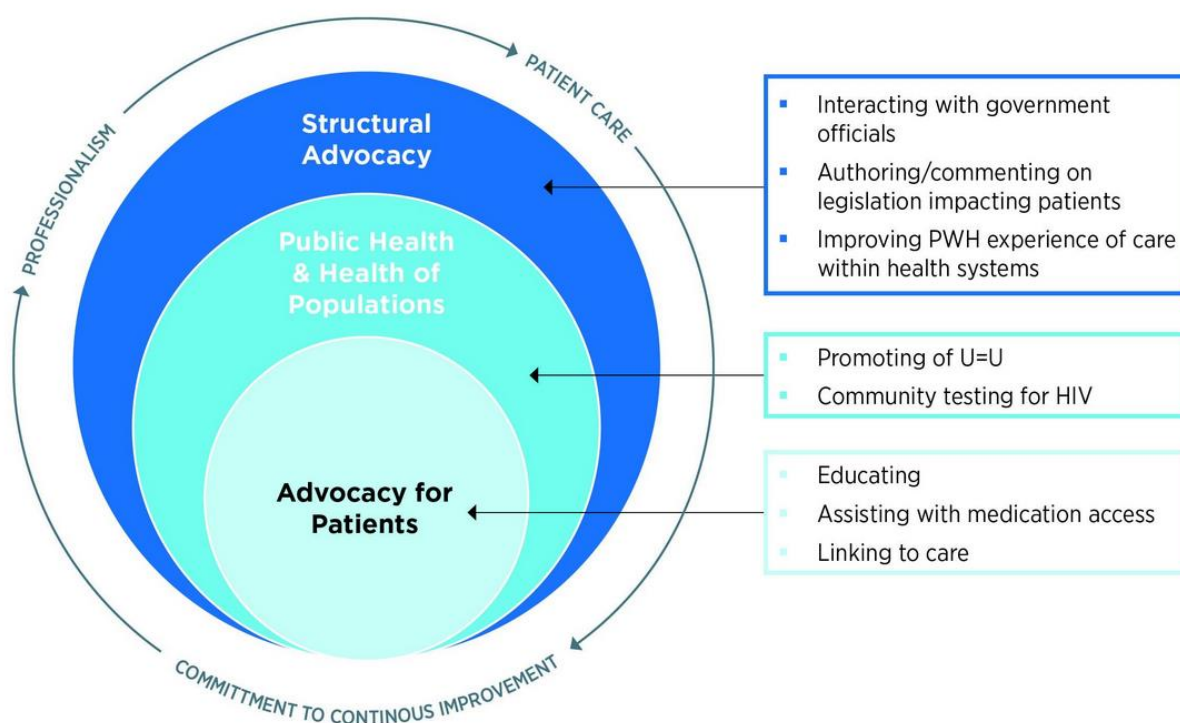 PROFESSIONALISM
PATIENT CARE
COMMITTMENT TO CONTINOUS IMPROVEMENT
Structural
Advocacy
Public Health
& Health of
Populations
Advocacy for
Patients
▪ Interacting with government
officials
▪ Authoring/commenting on
legislation impacting patients
▪ Improving PWH experience of care
within health systems
▪ Promoting of U=U
▪ Community testing for HIV
▪ Educating
▪ Assisting with medication access
▪ Linking to care